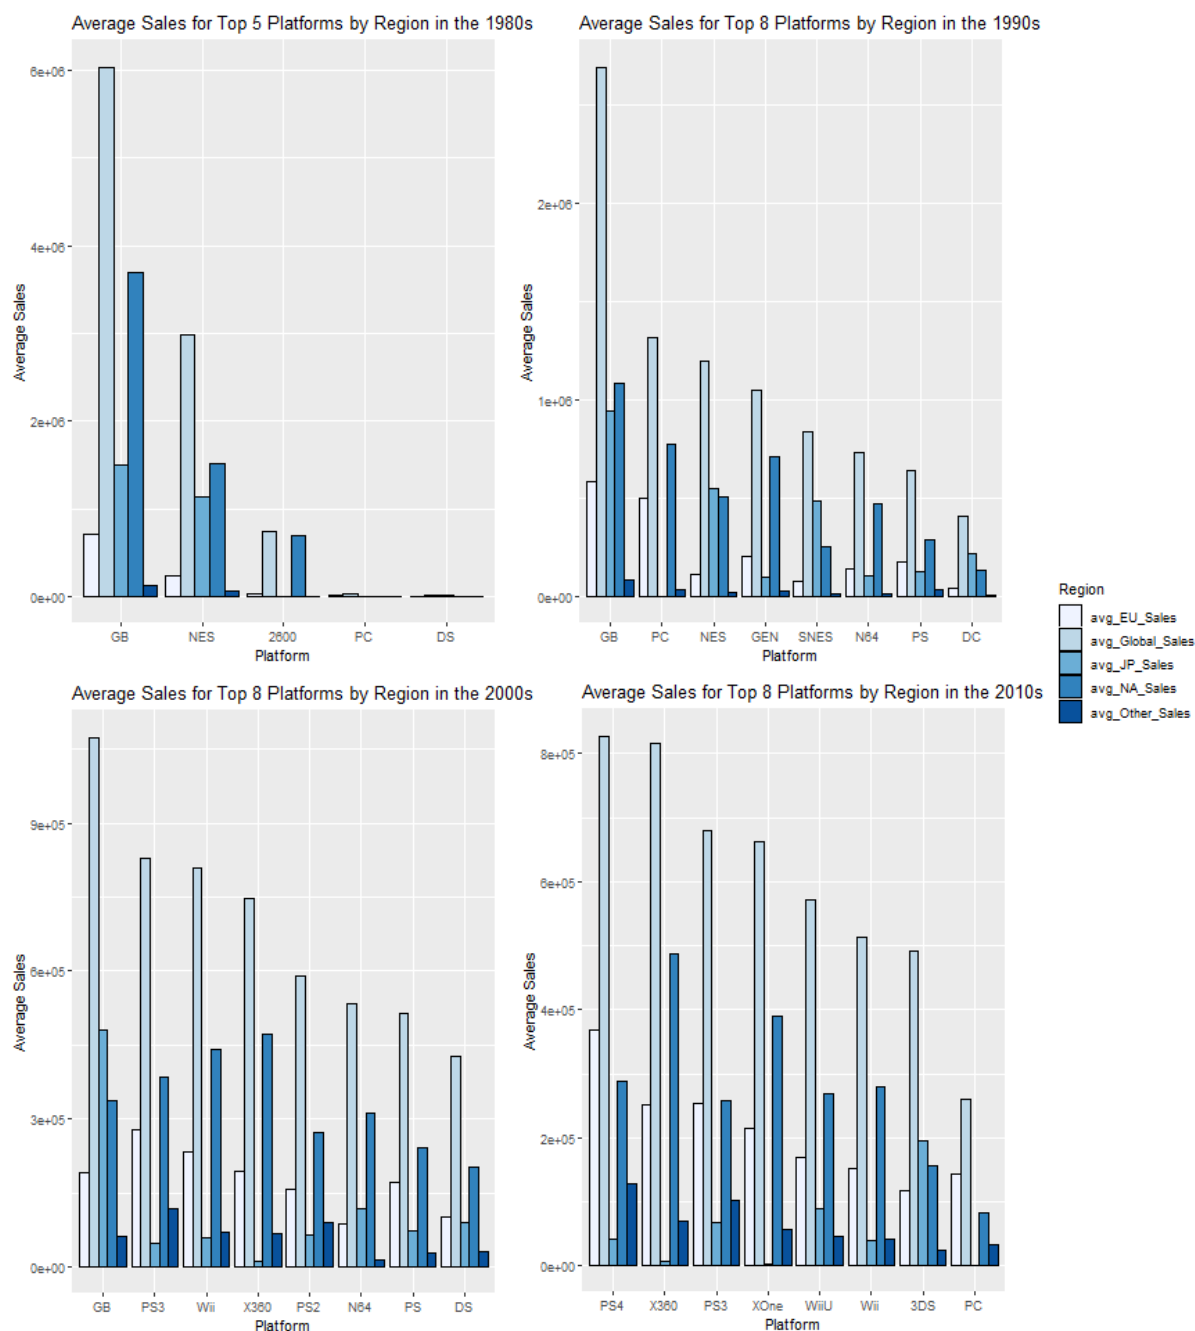 Average Sales for Top 5 Platforms by Region in the 1980s
6e+06
4e+06
2e+06
0e+00
Average Sales
GB NES 2600 PC DS
Platform
Average Sales for Top 8 Platforms by Region in the 1990s
2e+06
1e+06
0e+00
Average Sales
GB PC NES GEN SNES N64 PS DC
Platform
Region
avg_EU_Sales
avg_Global_Sales
avg_JP_Sales
avg_NA_Sales
avg_Other_Sales
Average Sales for Top 8 Platforms by Region in the 2000s
9e+05
6e+05
3e+05
0e+00
Average Sales
GB PS3 Wii X360 PS2 N64 PS DS
Platform
Average Sales for Top 8 Platforms by Region in the 2010s
8e+05
6e+05
4e+05
2e+05
0e+00
Average Sales
PS4 X360 PS3 XOne WiiU Wii 3DS PC
Platform